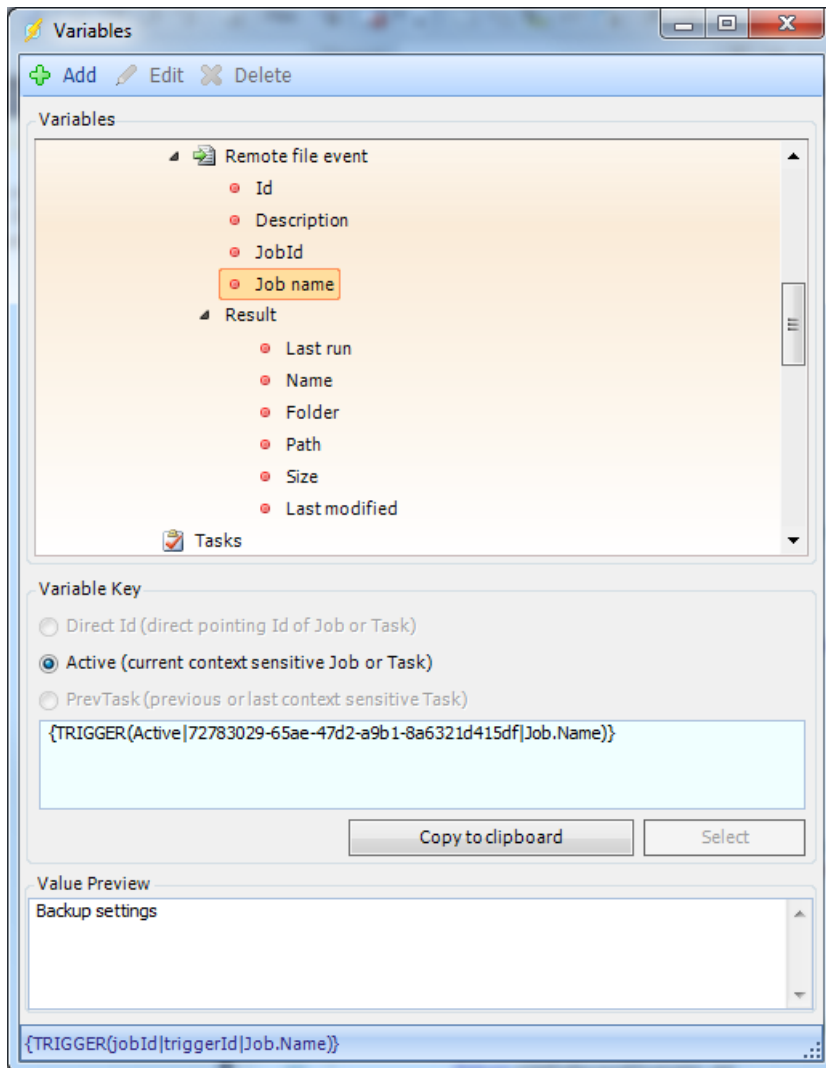 Variables
Add Edit Delete
Variables
Remote file event
Id
Description
JobId
Job name
Result
Last run
Name
Folder
Path
Size
Last modified
Tasks
Variable Key
Direct Id (direct pointing Id of Job or Task)
Active (current context sensitive Job or Task)
PrevTask (previous or last context sensitive Task)
{TRIGGER(Active|72783029-65ae-47d2-a9b1-8a6321d415df|Job.Name)}
Copy to clipboard Select
Value Preview
Backup settings
{TRIGGER(jobId|triggerId|Job.Name)}